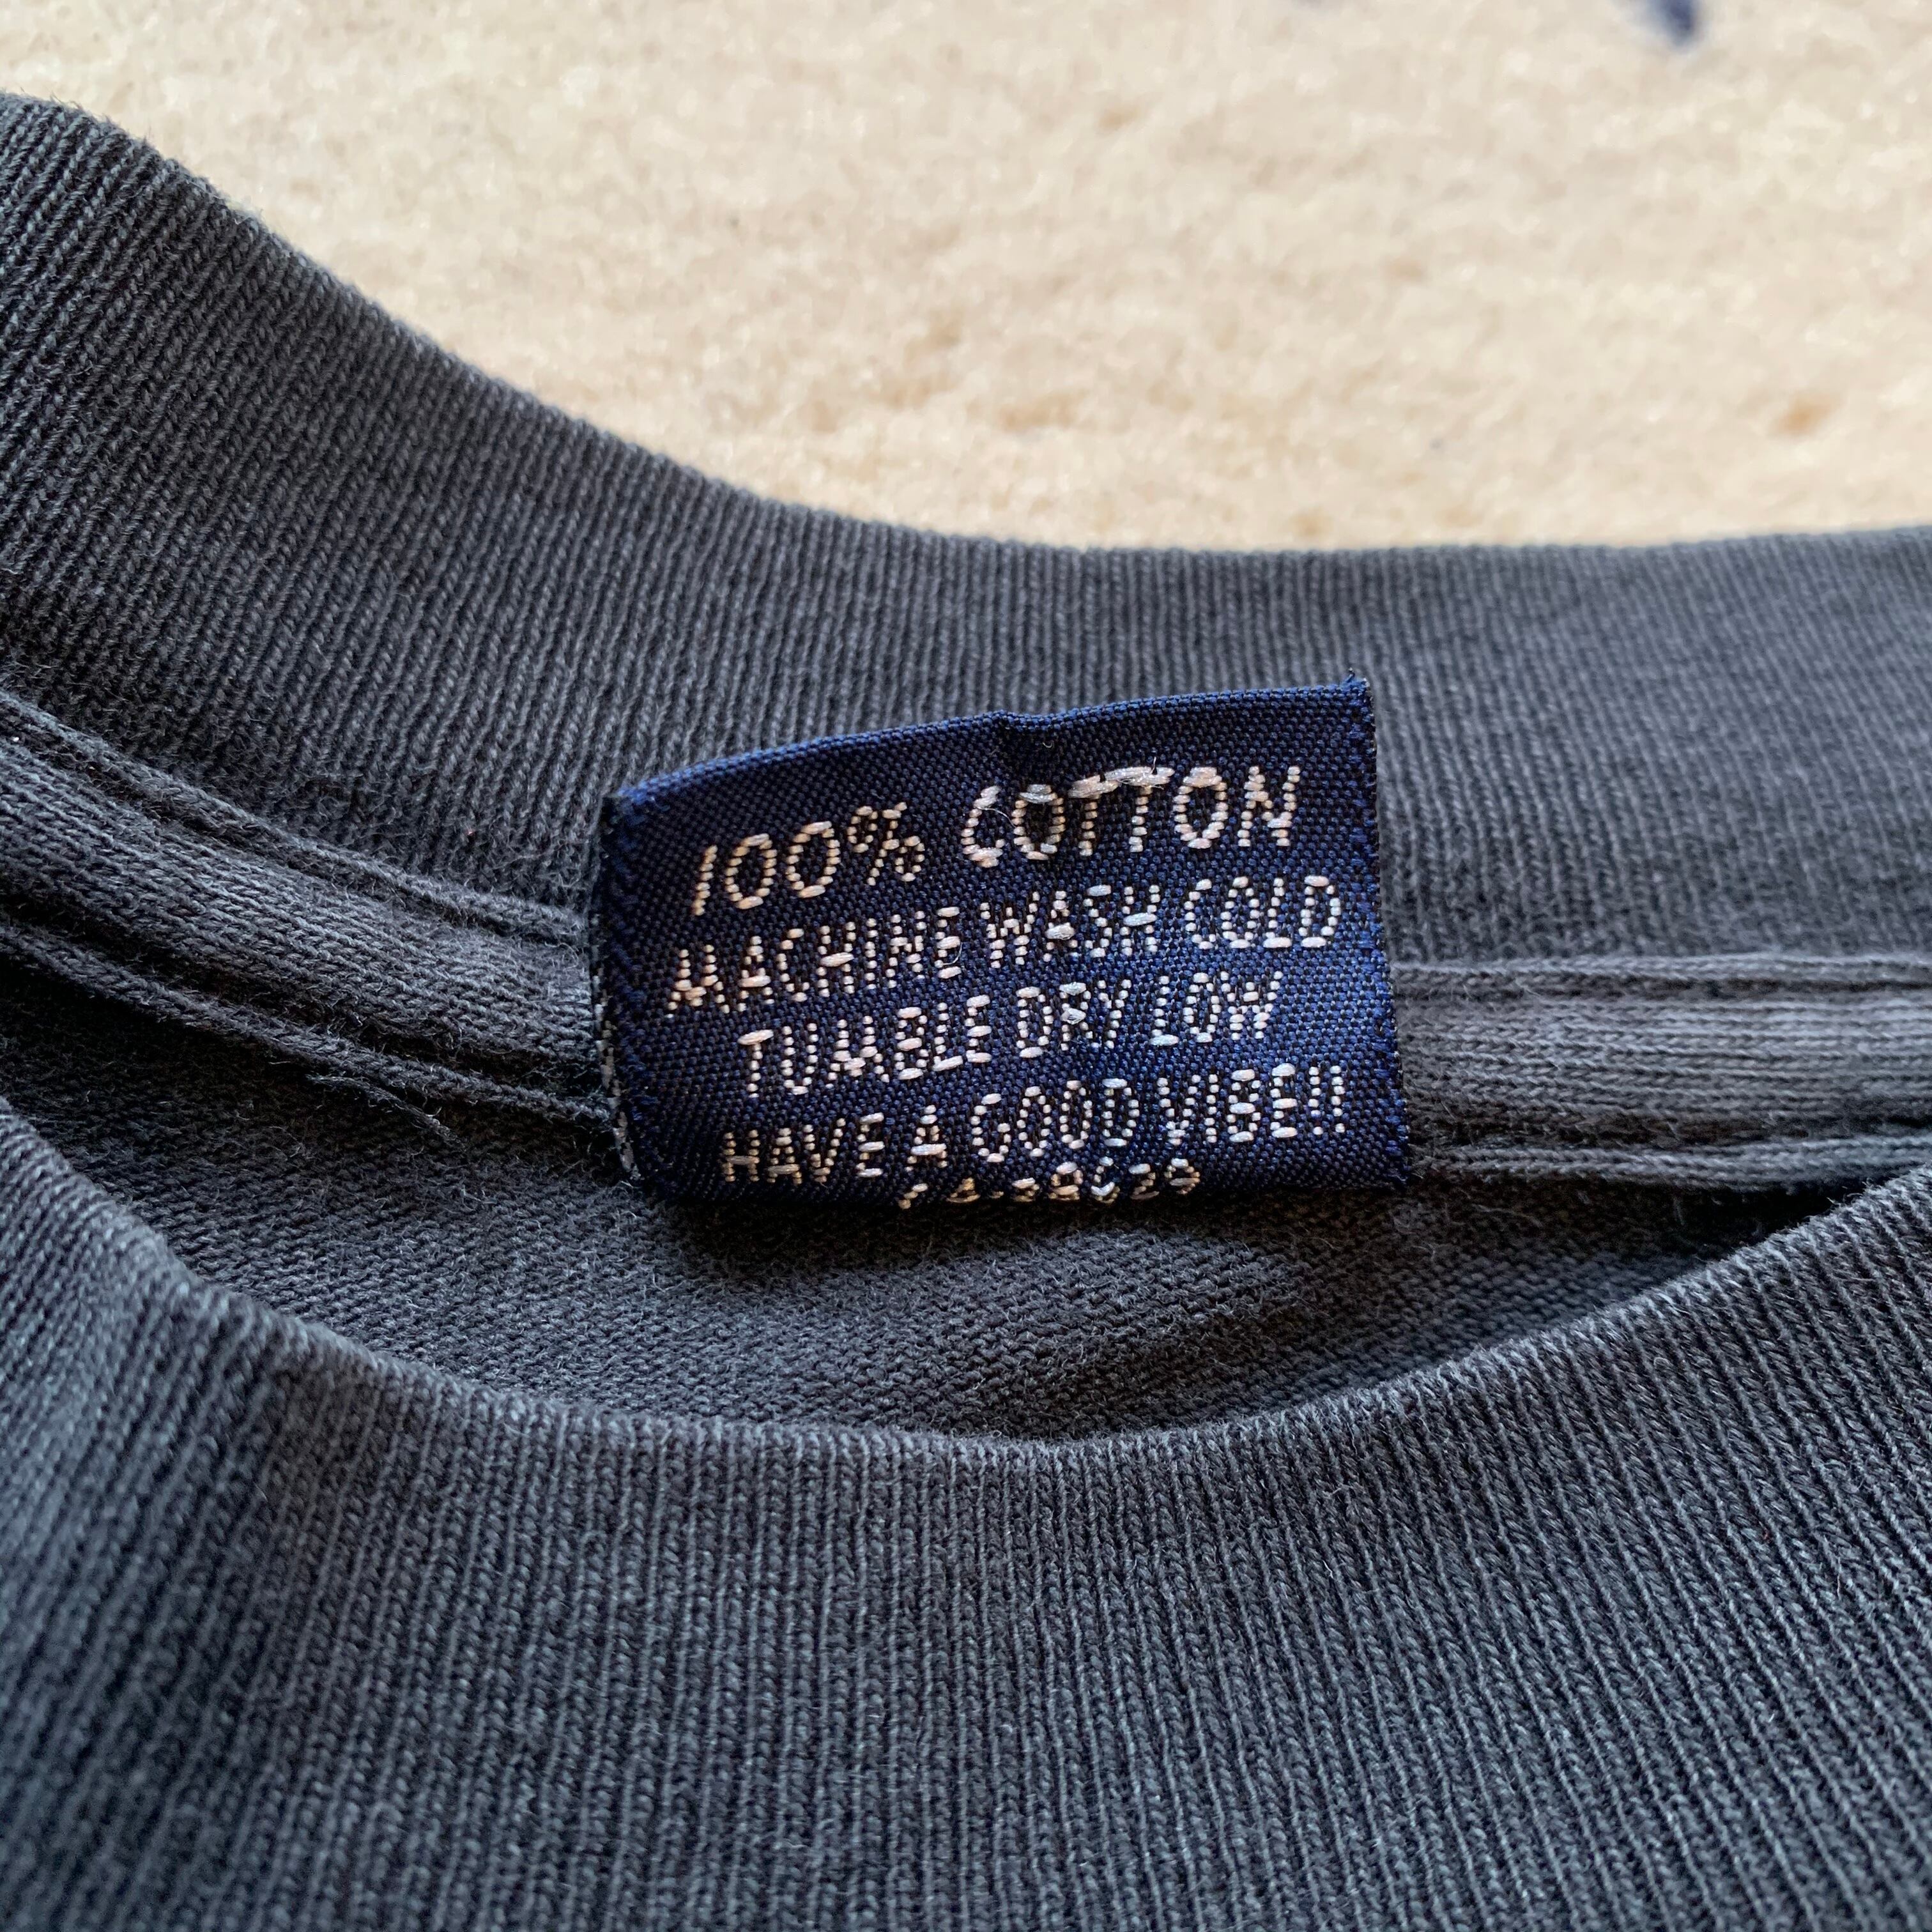 100% COTTON
MACHINE WASH COLD
TUMBLE DRY LOW
HAVE A GOOD VIBE!!